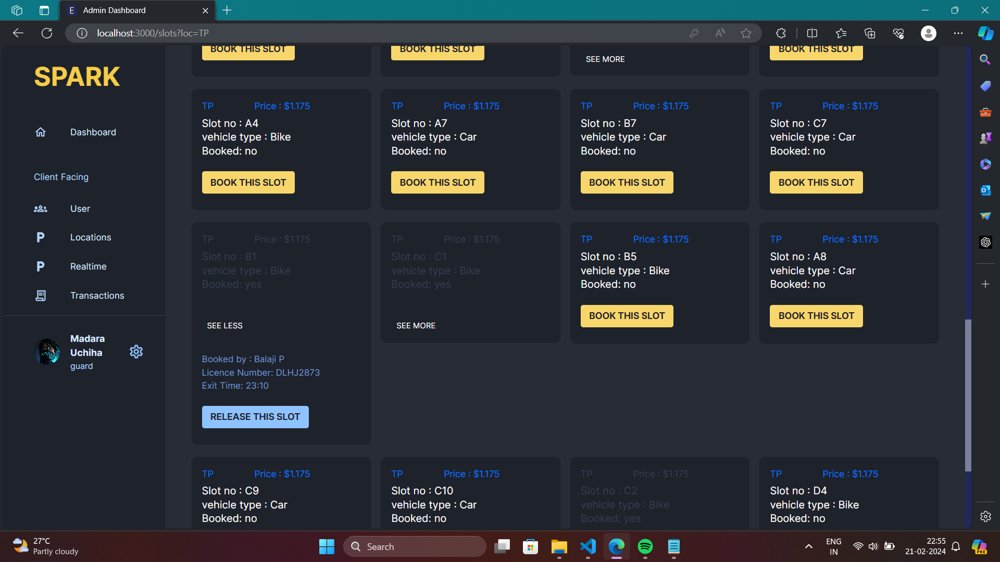 Admin Dashboard
localhost:3000/slots?loc=TP
SPARK
Dashboard
Client Facing
User
Locations
Realtime
Transactions
Madara
Uchiha
guard
BOOK THIS SLOT
BOOK THIS SLOT
SEE MORE
BOOK THIS SLOT
TP Price : $1.175
Slot no : A4
vehicle type : Bike
Booked: no
BOOK THIS SLOT
TP Price : $1.175
Slot no : A7
vehicle type : Car
Booked: no
BOOK THIS SLOT
TP Price : $1.175
Slot no : B7
vehicle type : Car
Booked: no
BOOK THIS SLOT
TP Price : $1.175
Slot no : C7
vehicle type : Car
Booked: no
BOOK THIS SLOT
TP Price : $1.175
Slot no : B1
vehicle type : Bike
Booked: yes
SEE LESS
Booked by : Balaji P
Licence Number: DLHJ2873
Exit Time: 23:10
RELEASE THIS SLOT
TP Price : $1.175
Slot no : C1
vehicle type : Bike
Booked: yes
SEE MORE
TP Price : $1.175
Slot no : B5
vehicle type : Bike
Booked: no
BOOK THIS SLOT
TP Price : $1.175
Slot no : A8
vehicle type : Car
Booked: no
BOOK THIS SLOT
TP Price : $1.175
Slot no : C9
vehicle type : Car
Booked: no
TP Price : $1.175
Slot no : C10
vehicle type : Car
Booked: no
TP Price : $1.175
Slot no : C2
vehicle type : Bike
Booked: yes
TP Price : $1.175
Slot no : D4
vehicle type : Bike
Booked: no
27°C
Partly cloudy
Search
ENG
IN
22:55
21-02-2024
PRE